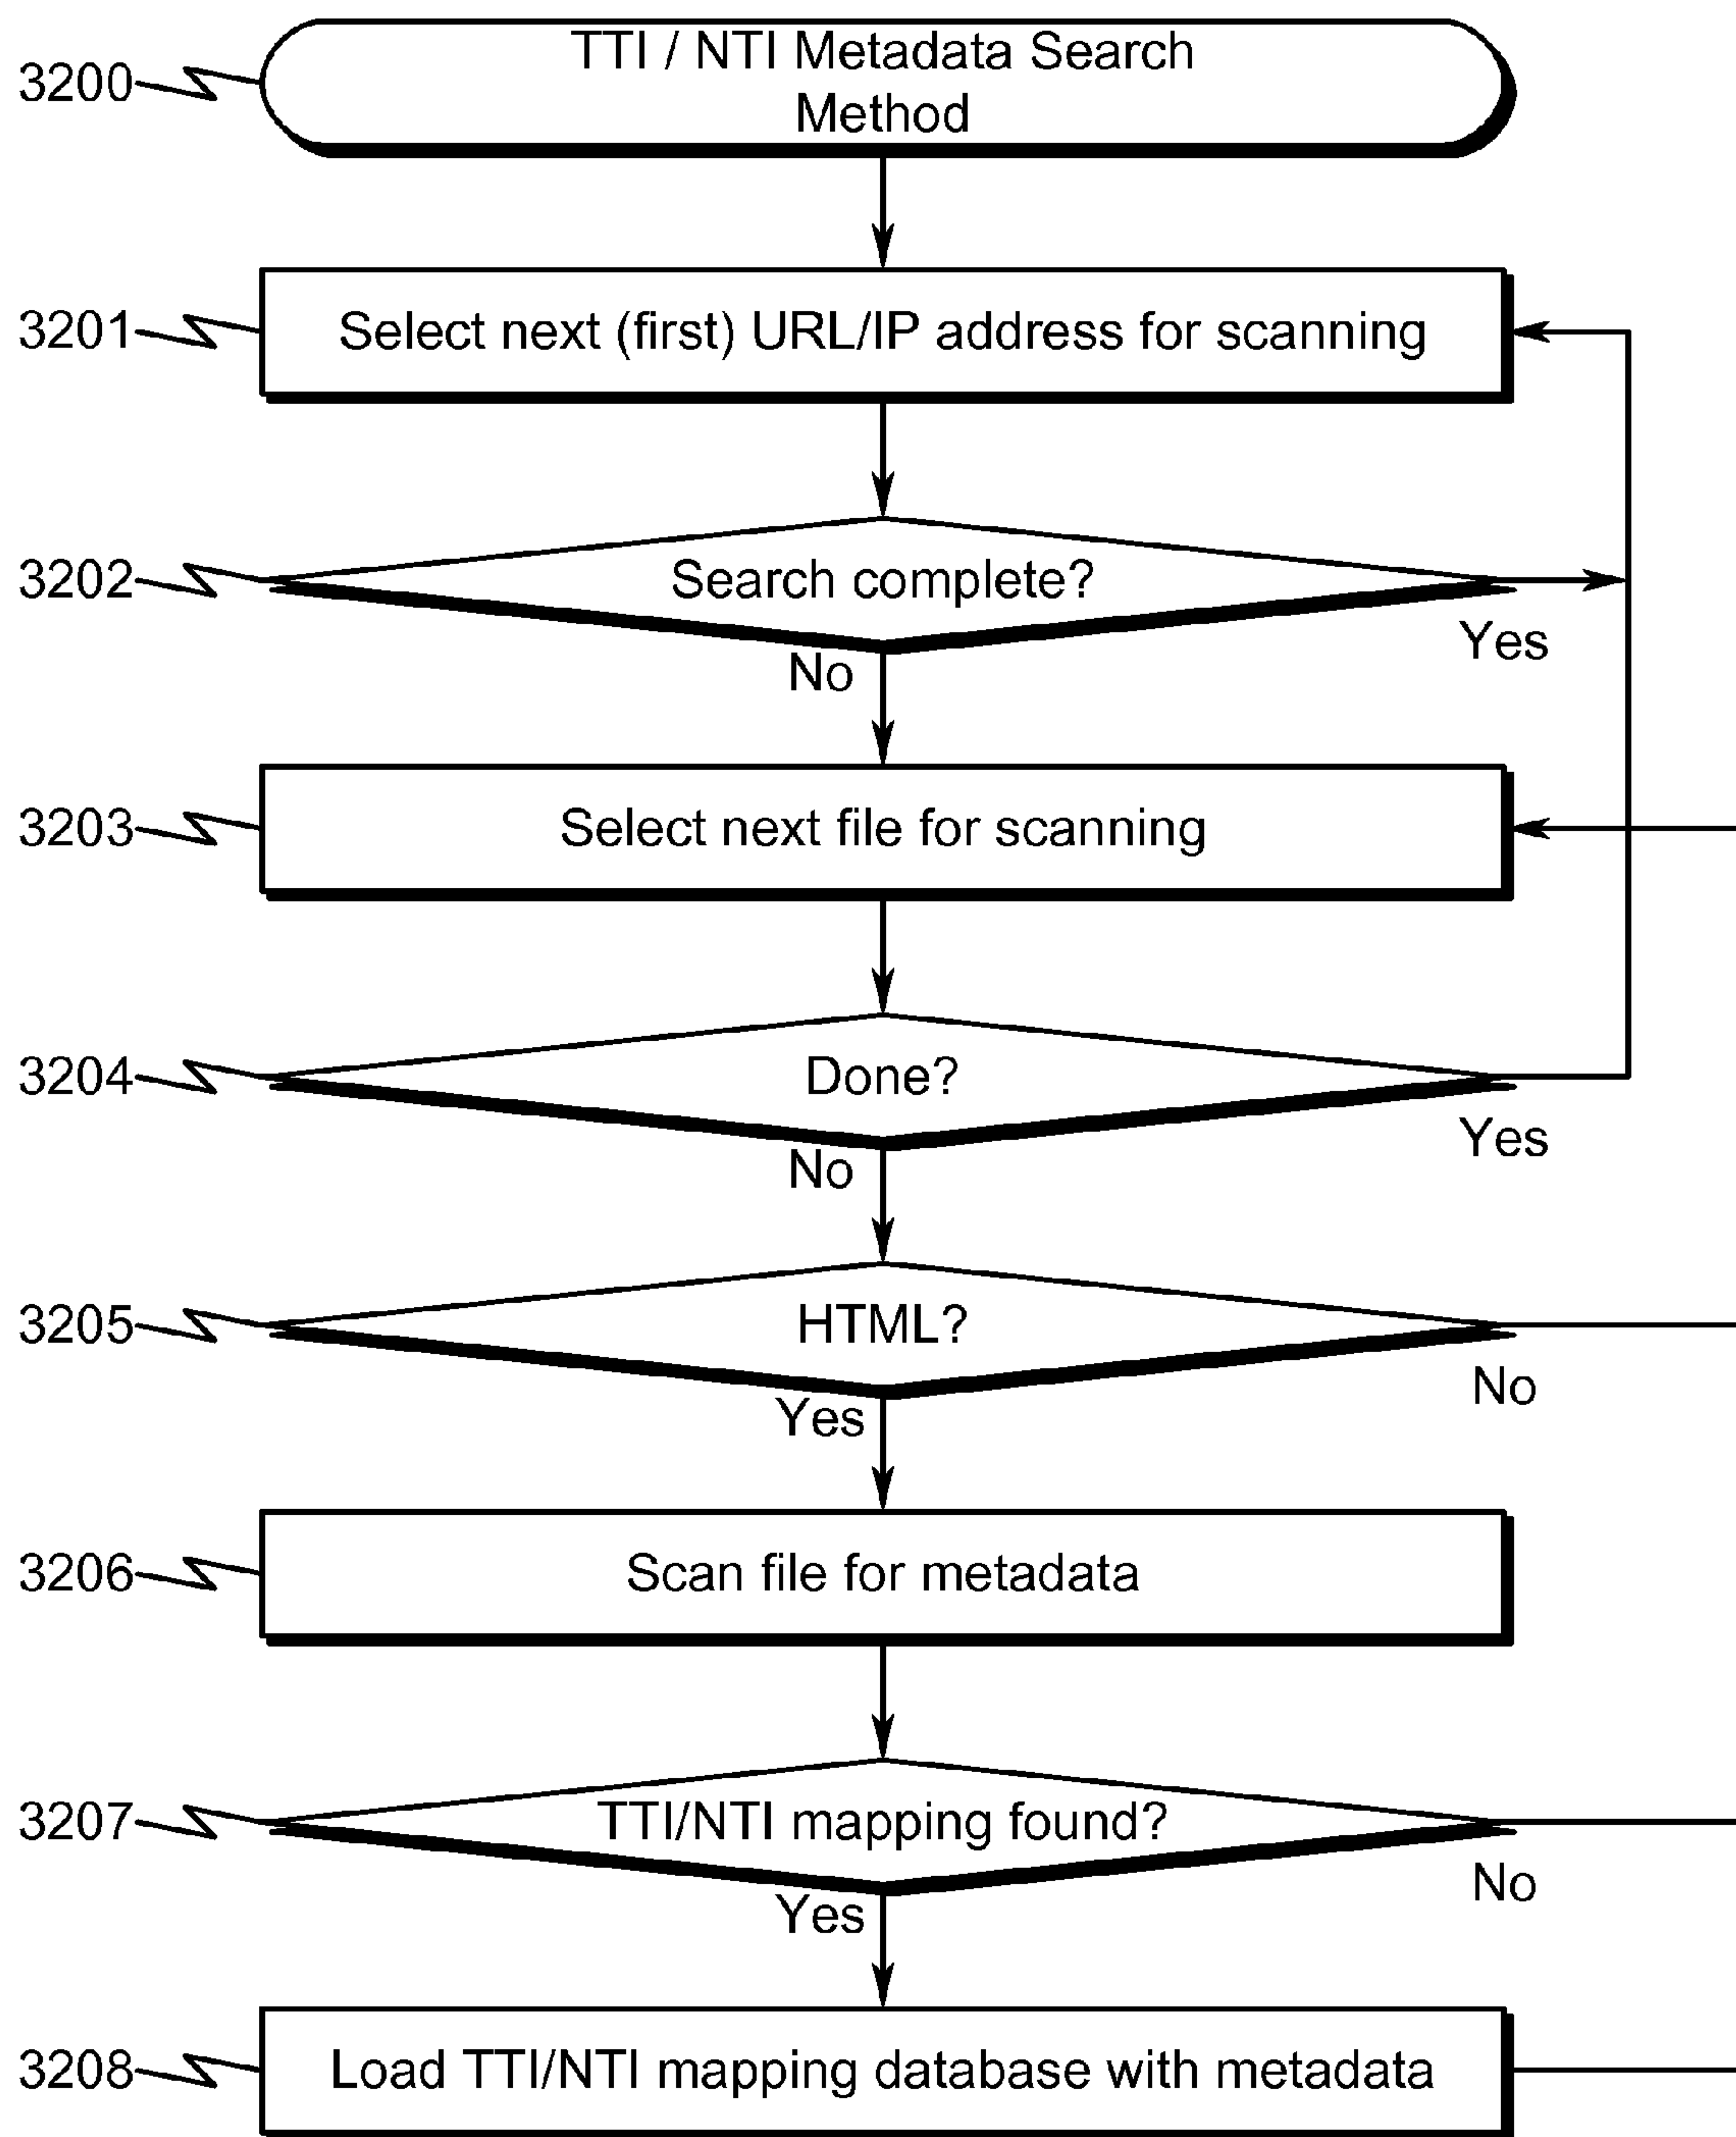 3200
TTI / NTI Metadata Search
Method
3201
Select next (first) URL/IP address for scanning
3202
Search complete?
Yes
No
3203
Select next file for scanning
3204
Done?
Yes
No
3205
HTML?
No
Yes
3206
Scan file for metadata
3207
TTI/NTI mapping found?
No
Yes
3208
Load TTI/NTI mapping database with metadata